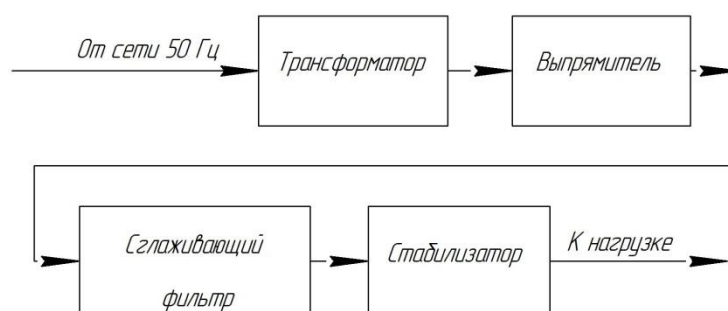 От сети 50 Гц
Трансформатор
Выпрямитель
Сглаживающий
фильтр
Стабилизатор
К нагрузке